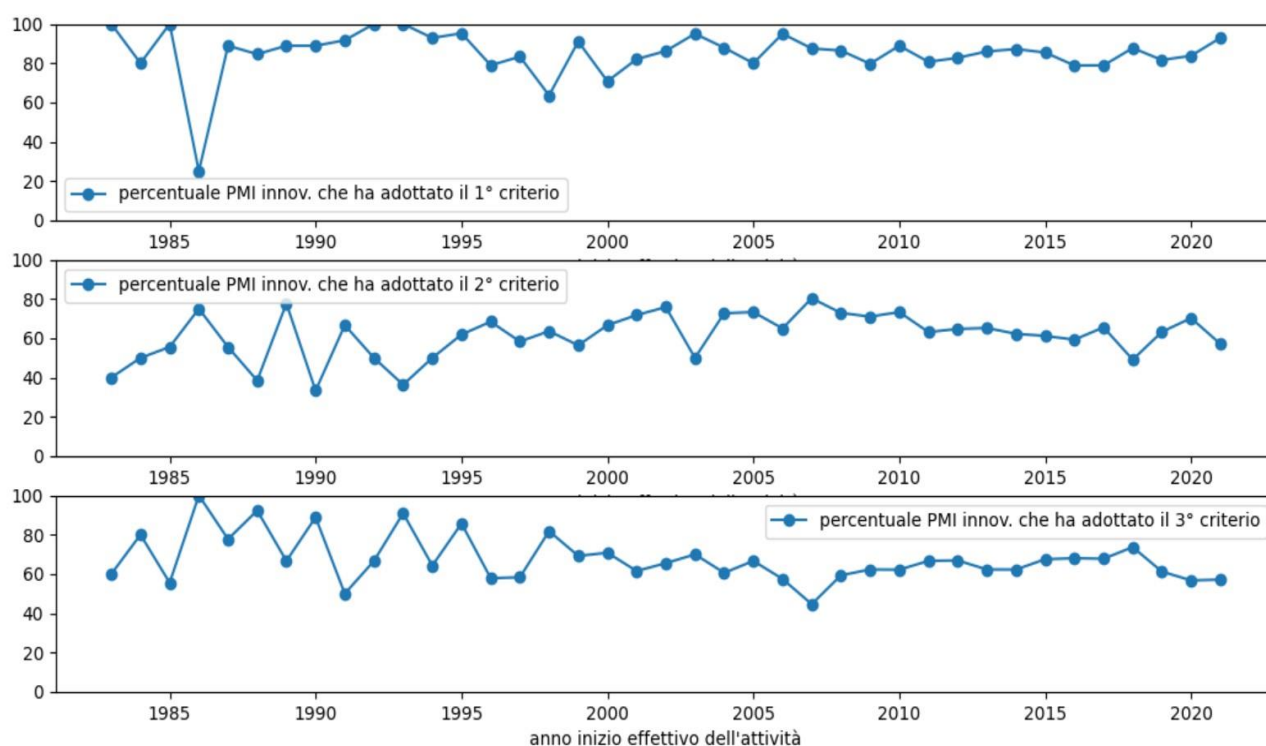 100
80
60
40
20
0
percentuale PMI innov. che ha adottato il 1° criterio
1985 1990 1995 2000 2005 2010 2015 2020
100
80
60
40
20
0
percentuale PMI innov. che ha adottato il 2° criterio
1985 1990 1995 2000 2005 2010 2015 2020
100
80
60
40
20
0
percentuale PMI innov. che ha adottato il 3° criterio
1985 1990 1995 2000 2005 2010 2015 2020
anno inizio effettivo dell'attività